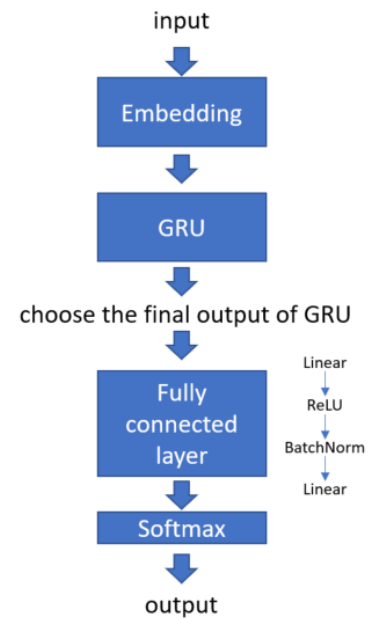 input
Embedding
GRU
choose the final output of GRU
Fully
connected
layer
Linear
ReLU
BatchNorm
Linear
Softmax
output